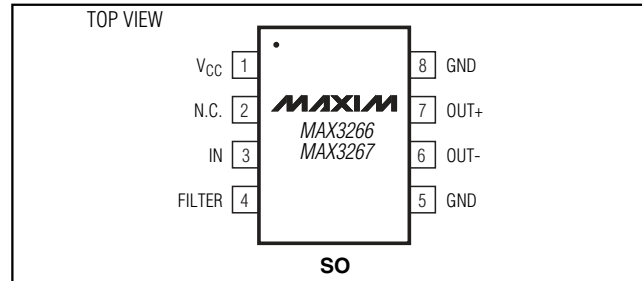 TOP VIEW
VCC 1
8 GND
N.C. 2
MAXIM
7 OUT+
MAX3266
MAX3267
IN 3
6 OUT-
FILTER 4
5 GND
SO